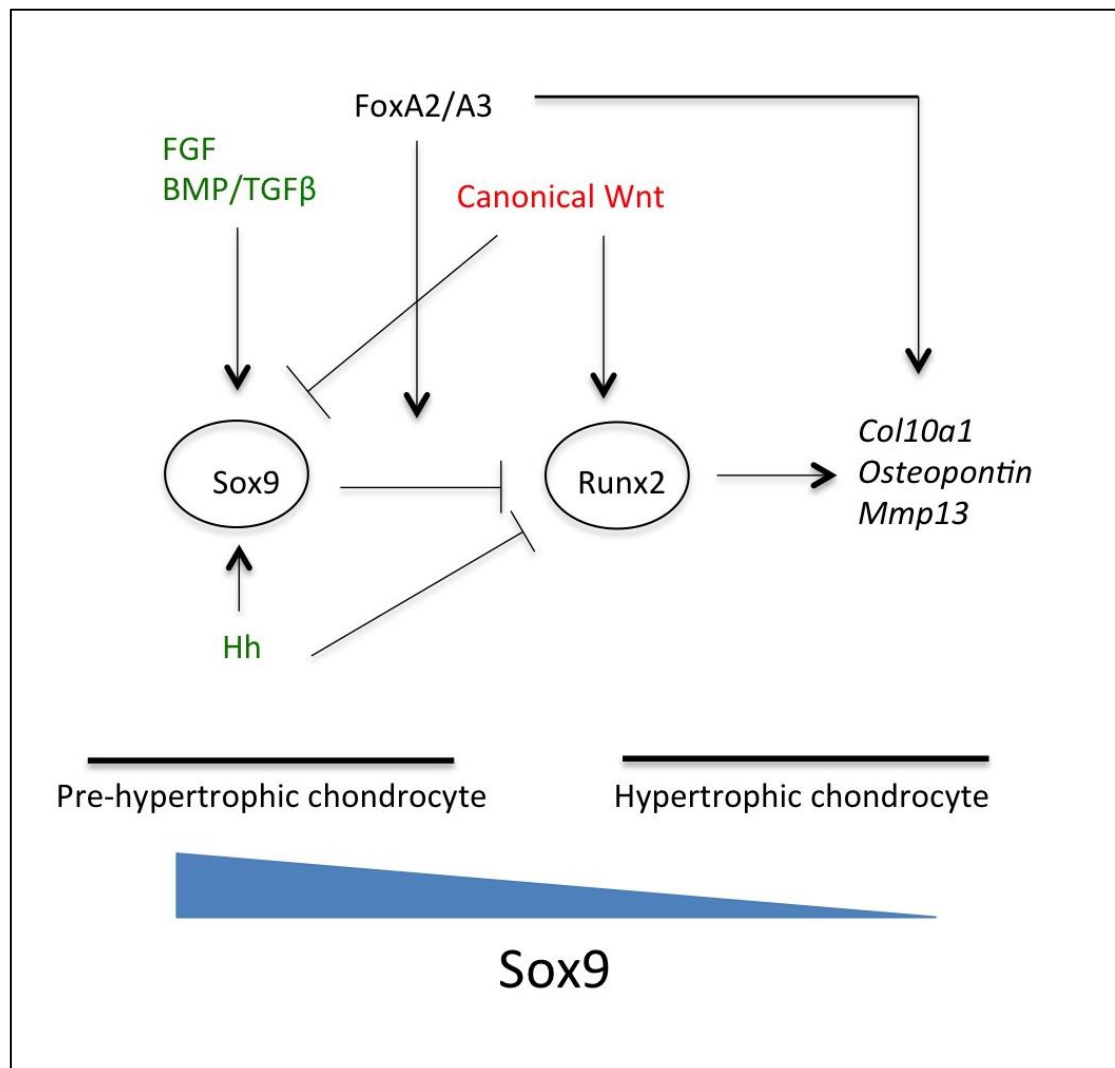 FoxA2/A3
FGF
BMP/TGFβ
Canonical Wnt
Sox9
Runx2
Col10a1
Osteopontin
Mmp13
Hh
Pre-hypertrophic chondrocyte
Hypertrophic chondrocyte
Sox9